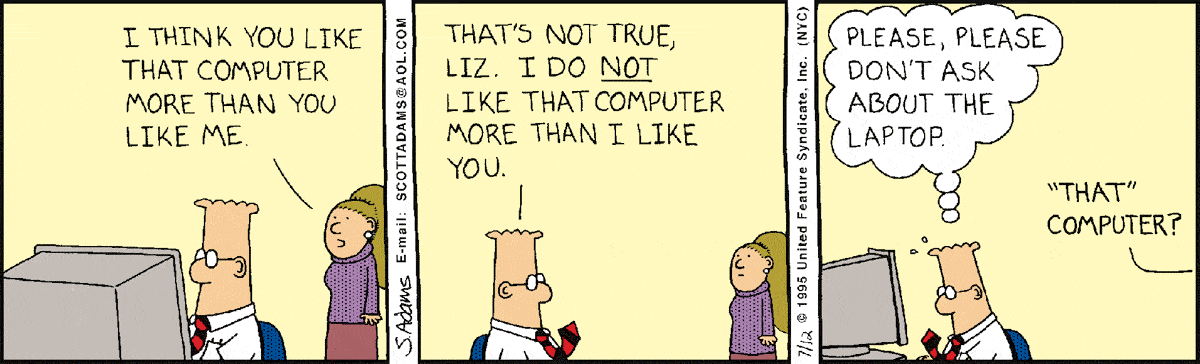 I THINK YOU LIKE
THAT COMPUTER
MORE THAN YOU
LIKE ME.
S. Adams E-mail: SCOTTADAMS@AOL.COM
THAT'S NOT TRUE,
LIZ. I DO NOT
LIKE THAT COMPUTER
MORE THAN I LIKE
YOU.
7/12 © 1995 United Feature Syndicate, Inc. (NYC)
PLEASE, PLEASE
DON'T ASK
ABOUT THE
LAPTOP.
"THAT"
COMPUTER?